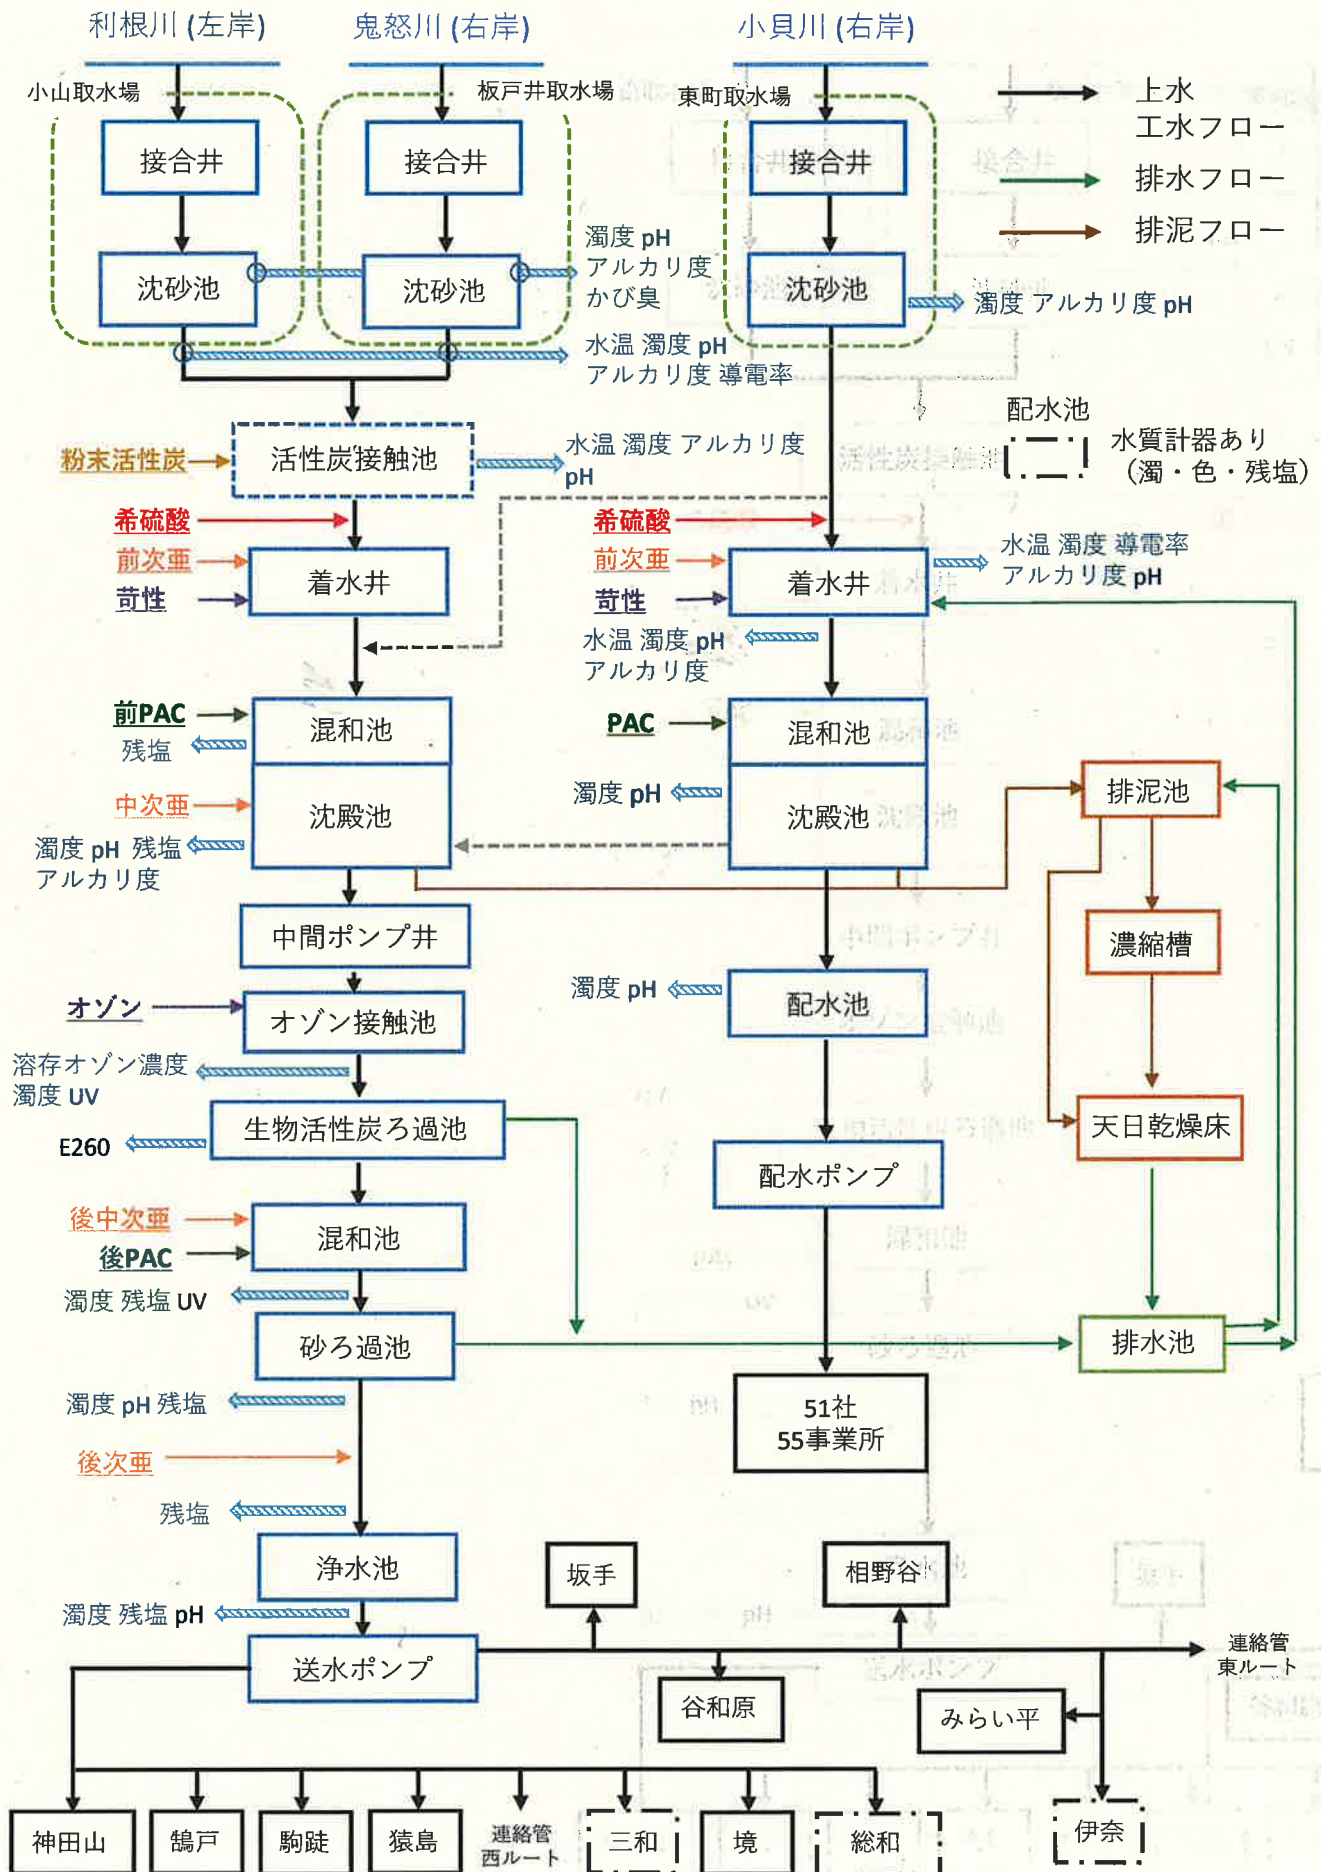 利根川 (左岸)
鬼怒川 (右岸)
小貝川 (右岸)
小山取水場
板戸井取水場
東町取水場
上水
工水フロー
排水フロー
排泥フロー
接合井
接合井
接合井
沈砂池
沈砂池
沈砂池
濁度 pH
アルカリ度
かび臭
濁度 アルカリ度 pH
水温 濁度 pH
アルカリ度 導電率
配水池
水質計器あり
(濁・色・残塩)
粉末活性炭
活性炭接触池
水温 濁度 アルカリ度
pH
希硫酸
前次亜
苛性
着水井
希硫酸
前次亜
苛性
着水井
水温 濁度 導電率
アルカリ度 pH
水温 濁度 pH
アルカリ度
前PAC
残塩
混和池
PAC
混和池
中次亜
沈殿池
濁度 pH 残塩
アルカリ度
濁度 pH
沈殿池
排泥池
中間ポンプ井
濃縮槽
オゾン
オゾン接触池
濁度 pH
配水池
溶存オゾン濃度
濁度 UV
生物活性炭ろ過池
E260
配水ポンプ
天日乾燥床
後中次亜
後PAC
混和池
濁度 残塩 UV
砂ろ過池
排水池
濁度 pH 残塩
51社
55事業所
後次亜
残塩
浄水池
濁度 残塩 pH
坂手
相野谷
送水ポンプ
連絡管
東ルート
谷和原
みらい平
神田山
鵠戸
駒跿
猿島
連絡管
西ルート
三和
境
総和
伊奈